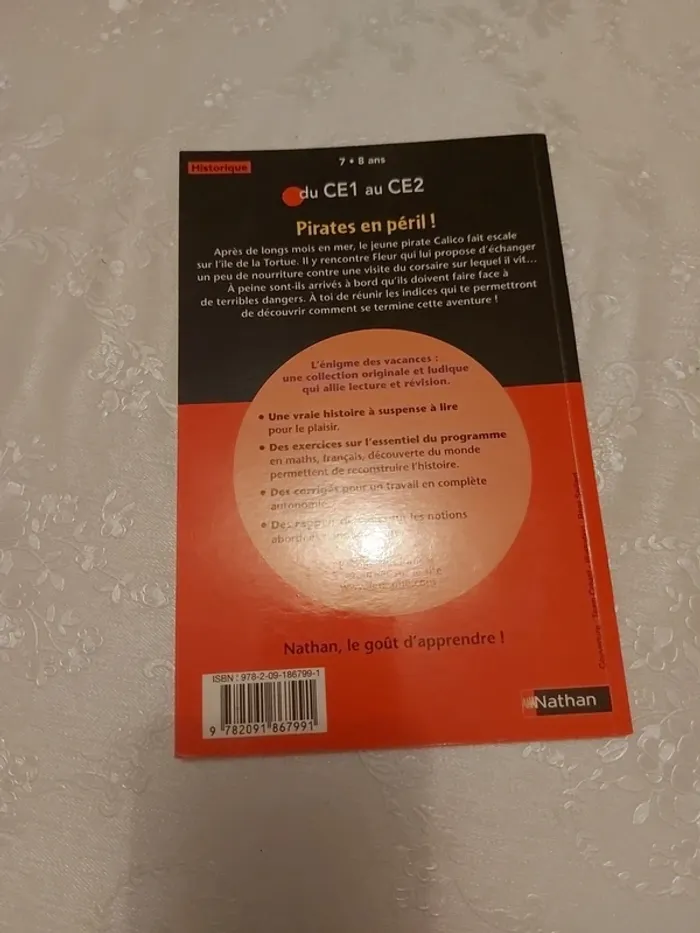 Historique
7 • 8 ans
du CE1 au CE2
Pirates en péril !
Après de longs mois en mer, le jeune pirate Calico fait escale
sur l'île de la Tortue. Il y rencontre Fleur qui lui propose d'échanger
un peu de nourriture contre une visite du corsaire sur lequel il vit...
À peine sont-ils arrivés à bord qu'ils doivent faire face à
de terribles dangers. À toi de réunir les indices qui te permettront
de découvrir comment se termine cette aventure !
L'énigme des vacances :
une collection originale et ludique
qui allie lecture et révision.
• Une vraie histoire à suspense à lire
pour le plaisir.
• Des exercices sur l'essentiel du programme
en maths, français, découverte du monde
permettent de reconstruire l'histoire.
• Des corrigés pour un travail en complète
autonomie.
• Des les notions
Nathan, le goût d'apprendre !
ISBN : 978-2-09-186799-1
9 782091 867991
Nathan